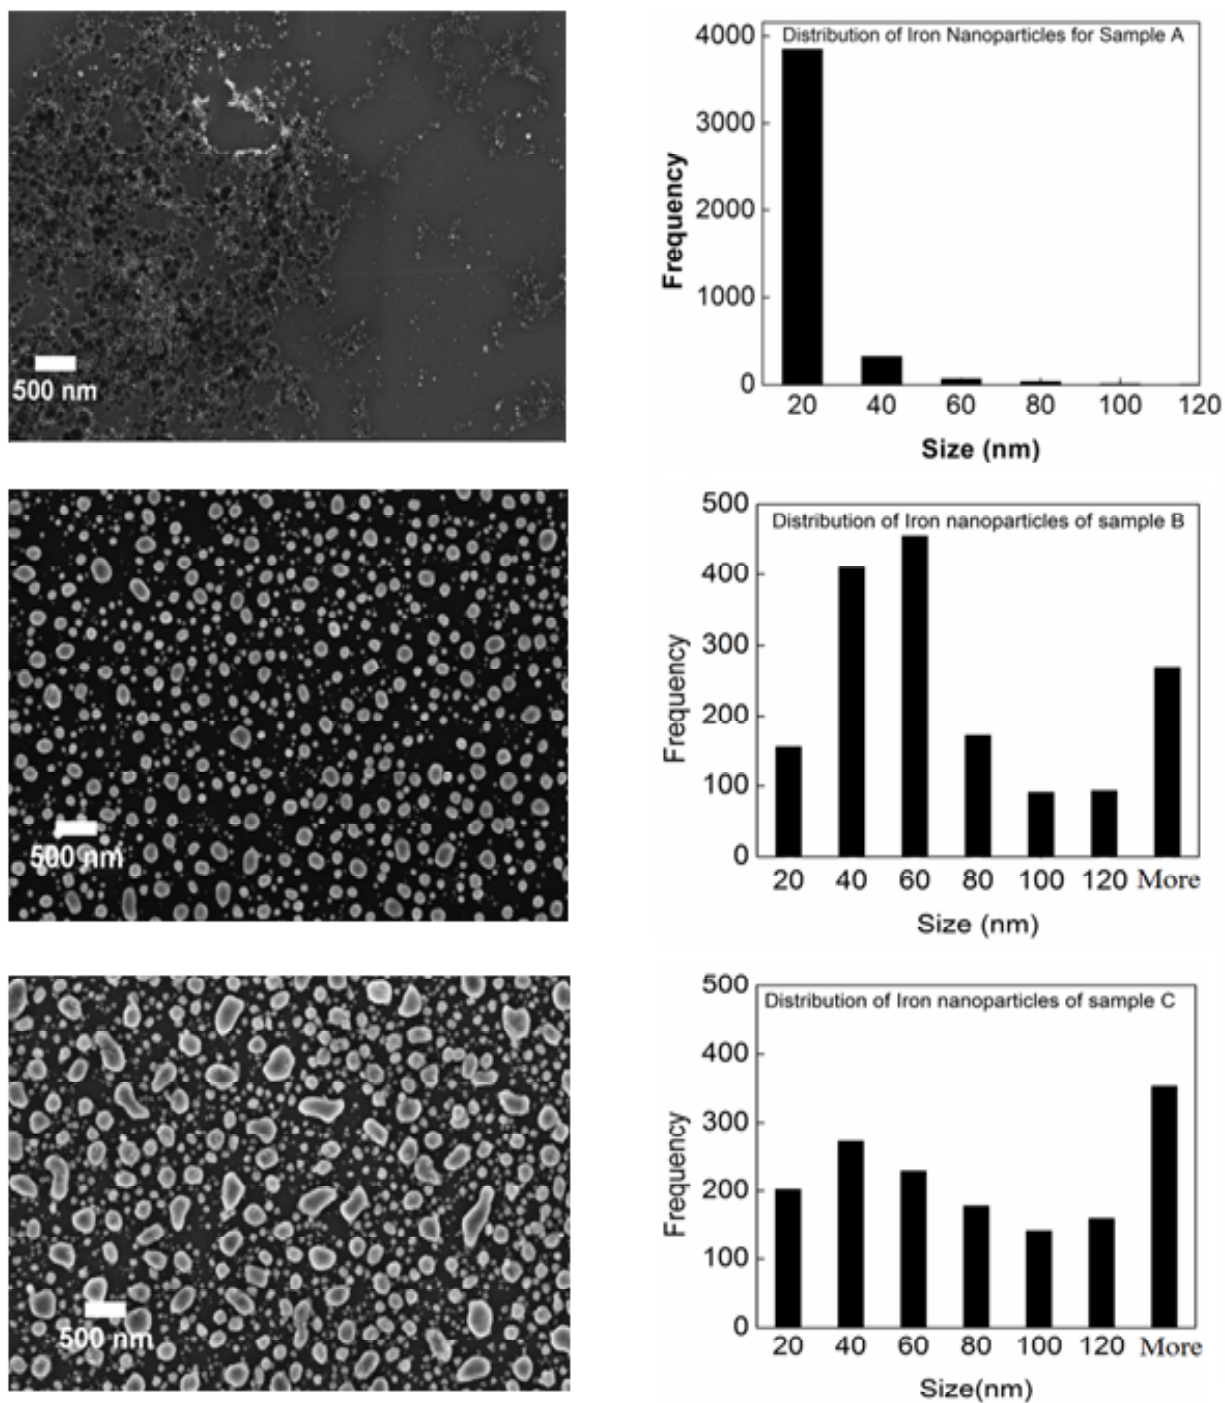 500 nm
Distribution of Iron Nanoparticles for Sample A
4000
3000
2000
1000
0
Frequency
20 40 60 80 100 120
Size (nm)
500 nm
Distribution of Iron nanoparticles of sample B
500
400
300
200
100
0
Frequency
20 40 60 80 100 120 More
Size (nm)
500 nm
Distribution of Iron nanoparticles of sample C
500
400
300
200
100
0
Frequency
20 40 60 80 100 120 More
Size(nm)